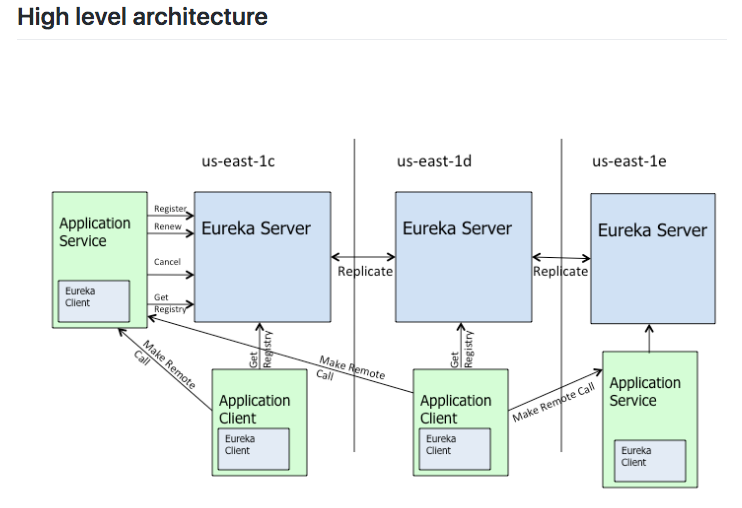 High level architecture
us-east-1c
us-east-1d
us-east-1e
Application
Service
Eureka
Client
Register
Renew
Cancel
Get
Registry
Eureka Server
Replicate
Eureka Server
Replicate
Eureka Server
Make Remote
Call
Get
Registry
Make Remote
Call
Get
Registry
Make Remote Call
Application
Client
Eureka
Client
Application
Client
Eureka
Client
Application
Service
Eureka
Client